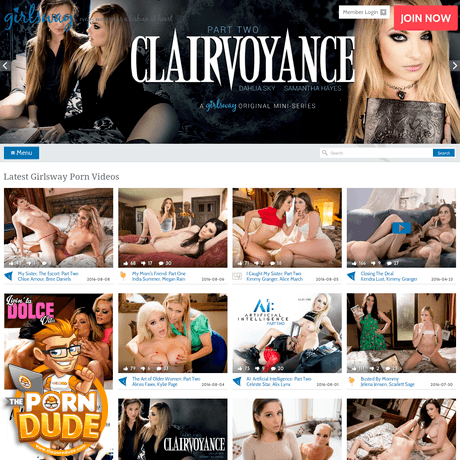 girlsway
Member Login
JOIN NOW
PART TWO
CLAIRVOYANCE
DAHLIA SKY SAMANTHA HAYES
A girlsway ORIGINAL MINI-SERIES
≡ Menu
Search
Search
Latest Girlsway Porn Videos
My Sister, The Escort: Part Two
Chloe Amour, Bree Daniels 2016-08-08
My Mom's Friend: Part One
India Summer, Megan Rain 2016-08-06
I Caught My Sister: Part Two
Kimmy Granger, Alice March 2016-08-05
Closing The Deal
Kendra Lust, Kimmy Granger
Livin' la
DOLCE
Vita
AI:
ARTIFICIAL
INTELLIGENCE
PART TWO
The Art of Older Women: Part Two
Alexis Fawx, Kylie Page 2016-08-04
AI: Artificial Intelligence: Part Two
Celeste Star, Alix Lynx 2016-08-01
Busted By Mommy
Jelena Jensen, Scarlett Sage 2016-07-30
THE
PORN
DUDE
CLAIRVOYANCE